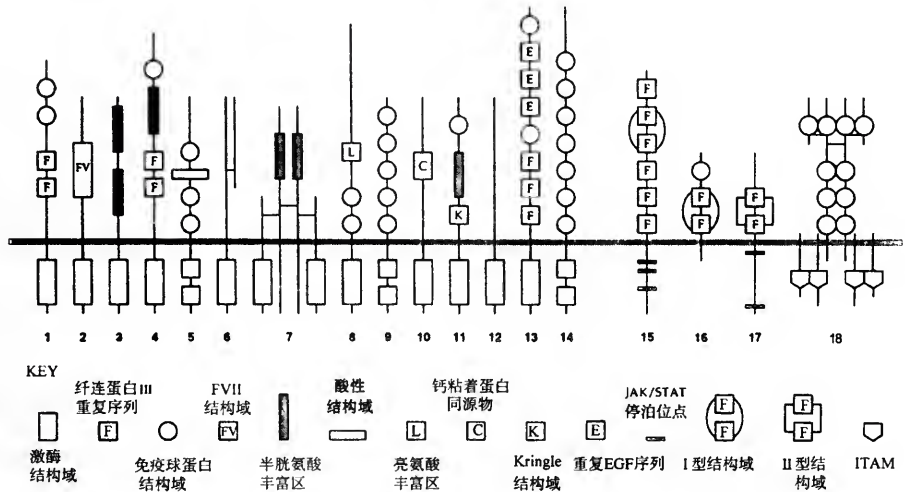 E
E
E
F
F
F
L
F
F
FV
F
F
C
K
F
F
F
F
F
F
F
F
F
F
1 2 3 4 5 6 7 8 9 10 11 12 13 14 15 16 17 18
KEY
纤连蛋白III
重复序列
FVII
结构域
酸性
结构域
钙粘着蛋白
同源物
JAK/STAT
停泊位点
F
FV
L
C
K
E
F
F
F
F
激酶
结构域
免疫球蛋白
结构域
半胱氨酸
丰富区
亮氨酸
丰富区
Kringle
结构域
重复EGF序列
I型结构域
II型结
构域
ITAM